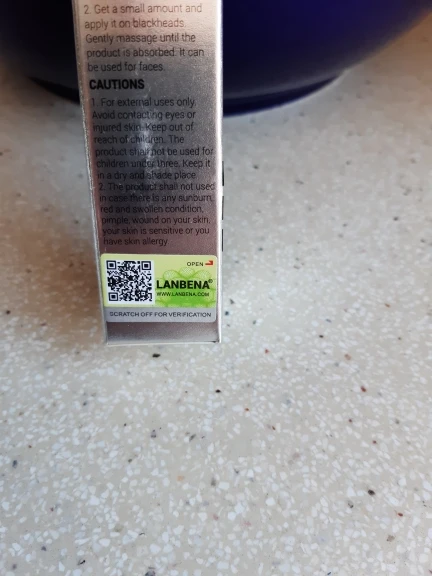 2. Get a small amount and
apply it on blackheads.
Gently massage until the
product is absorbed. it can
be used for faces.
CAUTIONS
1. For external uses only.
Avoid contacting eyes or
injured skin. Keep out of
reach of children. The
product shall not be used for
children under three. Keep it
in a dry and shade place.
2. The product shall not used
in case there is any sunburn,
red and swollen condition,
pimple, wound on your skin,
your skin is sensitive or you
have skin allergy
OPEN
LANBENA®
WWW.LANBENA.COM
SCRATCH OFF FOR VERIFICATION